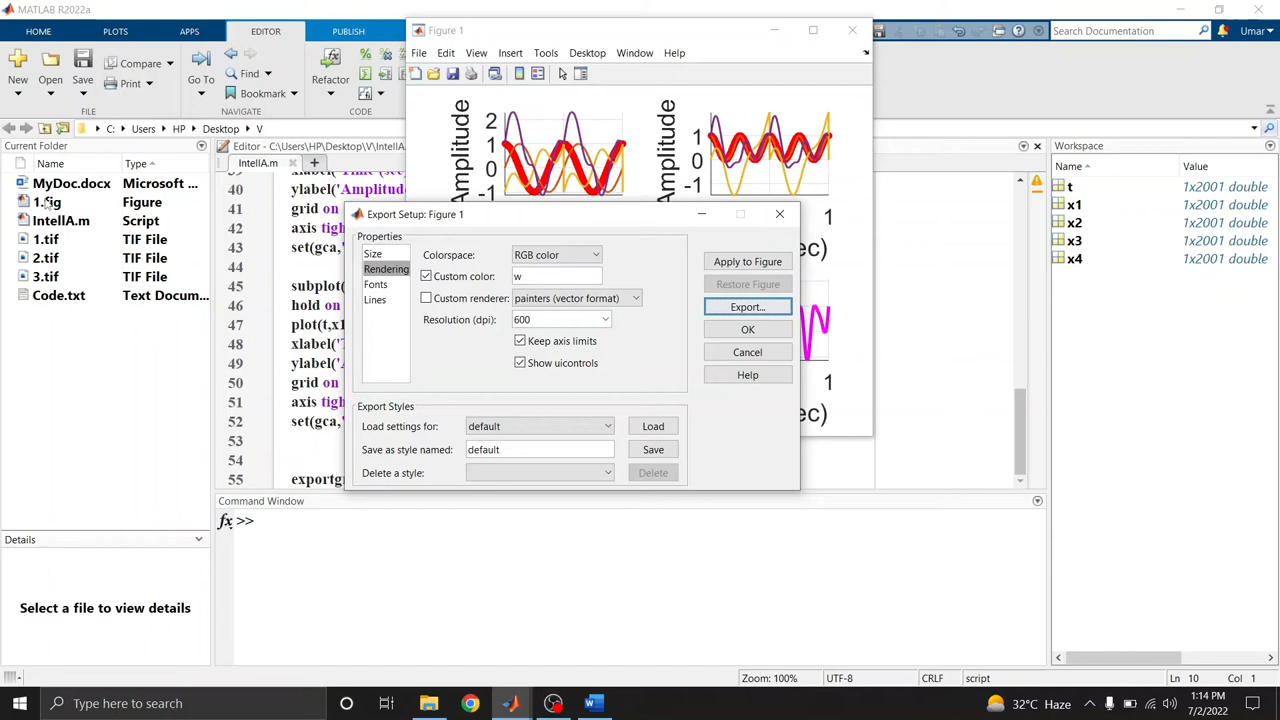 MATLAB R2022a
HOME
PLOTS
APPS
EDITOR
PUBLISH
Search Documentation
Umar
New
Open
Save
Compare
Print
Go To
Find
Bookmark
Refactor
FILE
NAVIGATE
CODE
C: Users HP Desktop V
Current Folder
Name
Type
MyDoc.docx Microsoft ...
1.fig Figure
IntelIA.m Script
1.tif TIF File
2.tif TIF File
3.tif TIF File
Code.txt Text Docum...
Details
Select a file to view details
Editor - C:\Users\HP\Desktop\V\IntelIA
IntelIA.m
40 ylabel('Amplitud
41 grid on
42 axis tigh
43 set(gca,'
44
45 subplot(
46 hold on
47 plot(t,x1
48 xlabel('T
49 ylabel('A
50 grid on
51 axis tigh
52 set(gca,'
53
54
55 exportg
Command Window
fx >>
Figure 1
File Edit View Insert Tools Desktop Window Help
Amplitude
2
1
0
-1
Amplitude
1
0
-1
1
ec)
1
ec)
Export Setup: Figure 1
Properties
Size
Rendering
Fonts
Lines
Colorspace: RGB color
Custom color: w
Custom renderer: painters (vector format)
Resolution (dpi): 600
Keep axis limits
Show uicontrols
Apply to Figure
Restore Figure
Export...
OK
Cancel
Help
Export Styles
Load settings for: default Load
Save as style named: default Save
Delete a style: Delete
Workspace
Name Value
t 1x2001 double
x1 1x2001 double
x2 1x2001 double
x3 1x2001 double
x4 1x2001 double
Zoom: 100% UTF-8 CRLF script Ln 10 Col 1
Type here to search
32°C Haze
1:14 PM
7/2/2022